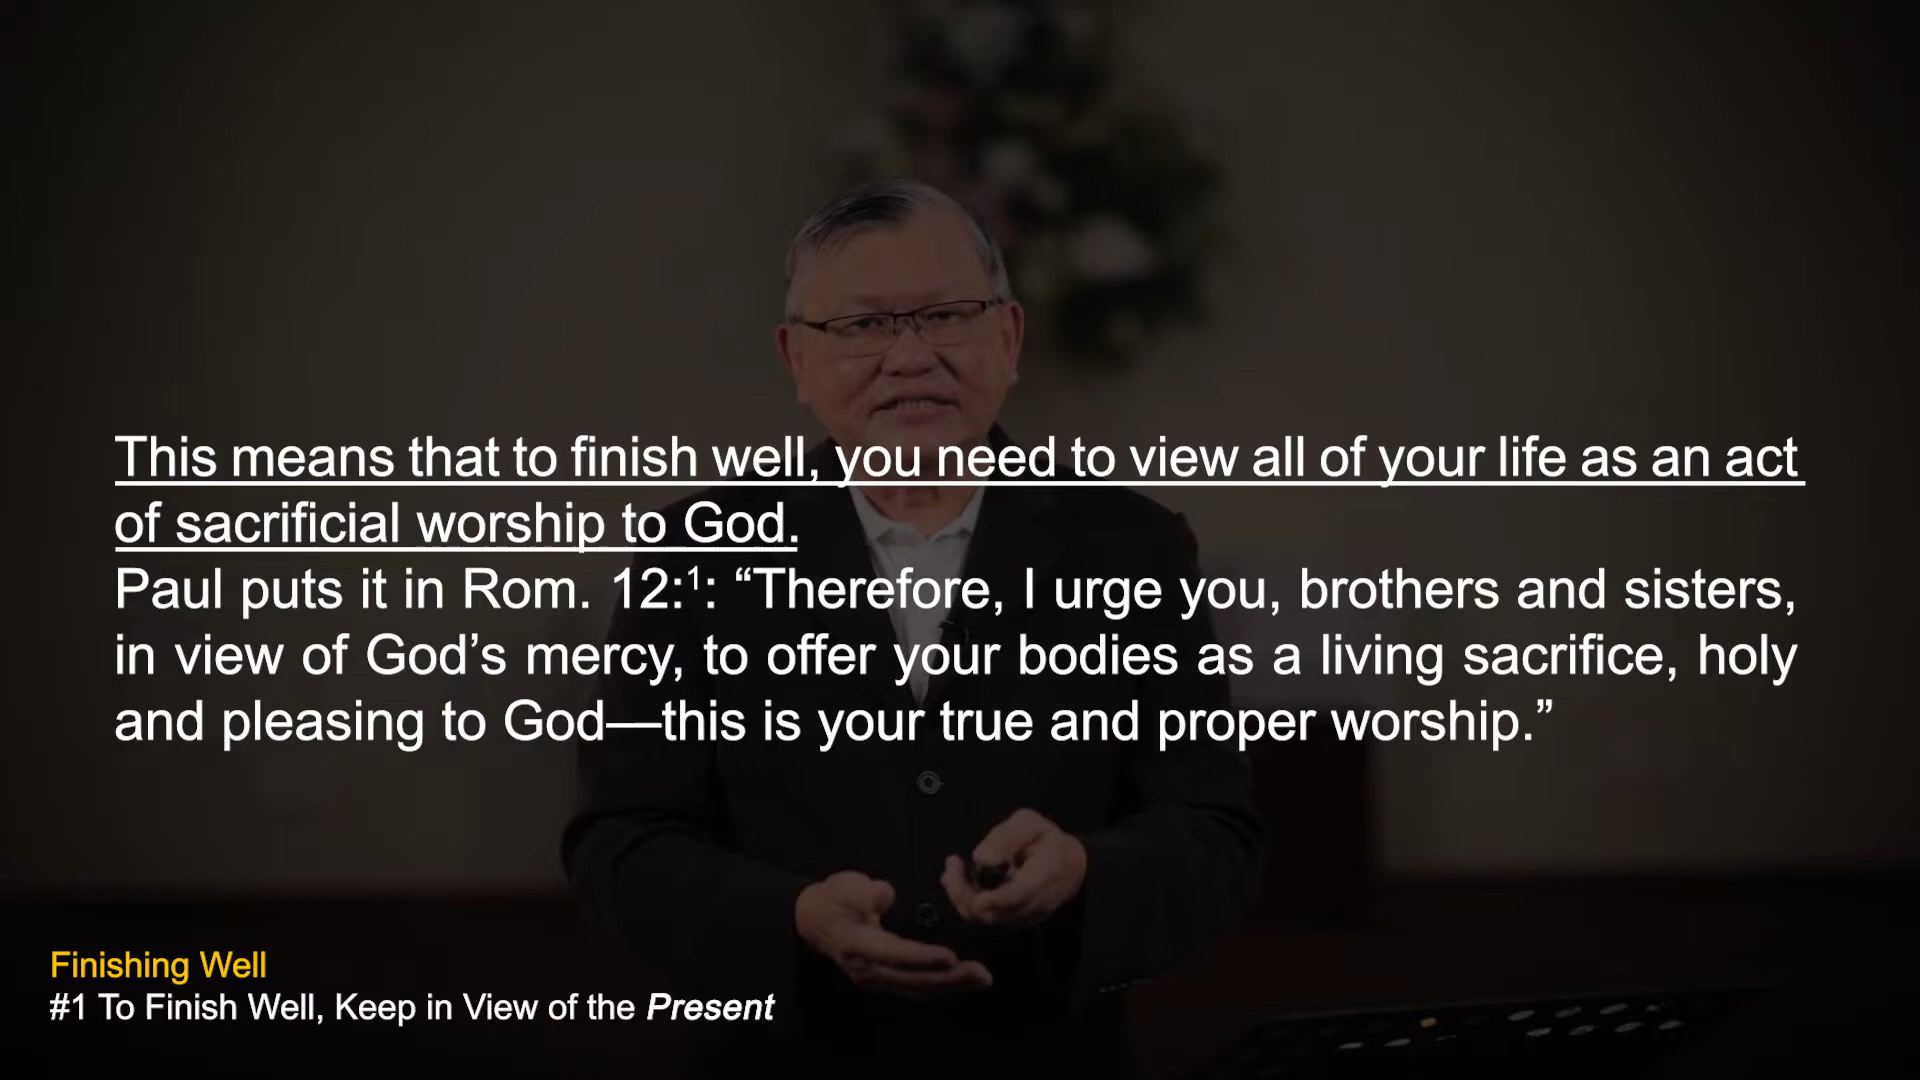 This means that to finish well, you need to view all of your life as an act
of sacrificial worship to God.
Paul puts it in Rom. 12:¹: “Therefore, I urge you, brothers and sisters,
in view of God’s mercy, to offer your bodies as a living sacrifice, holy
and pleasing to God—this is your true and proper worship.”
Finishing Well
#1 To Finish Well, Keep in View of the Present